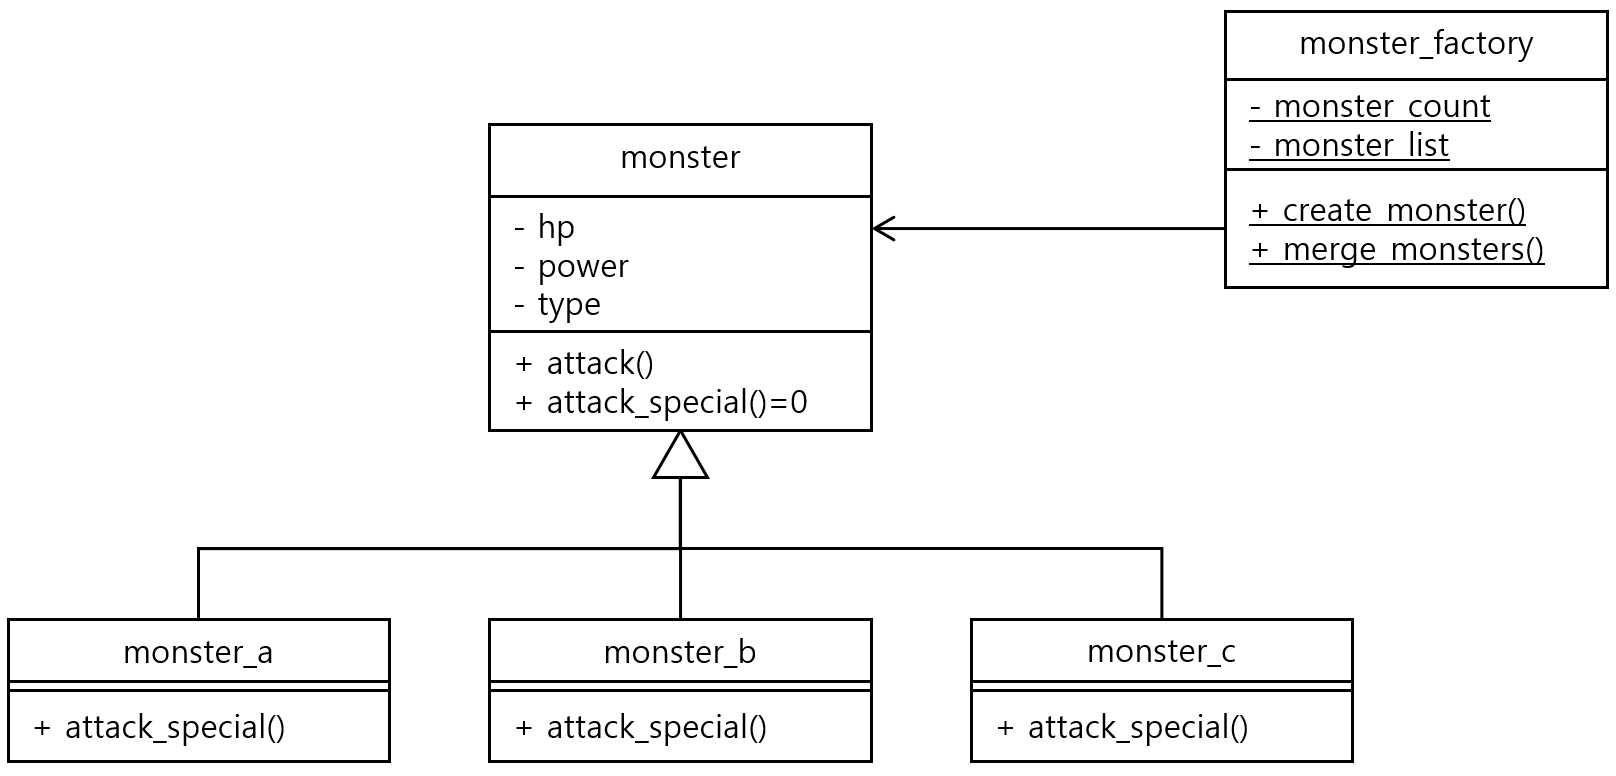 monster_factory
- monster_count
- monster_list
+ create_monster()
+ merge_monsters()
monster
- hp
- power
- type
+ attack()
+ attack_special()=0
monster_a
+ attack_special()
monster_b
+ attack_special()
monster_c
+ attack_special()